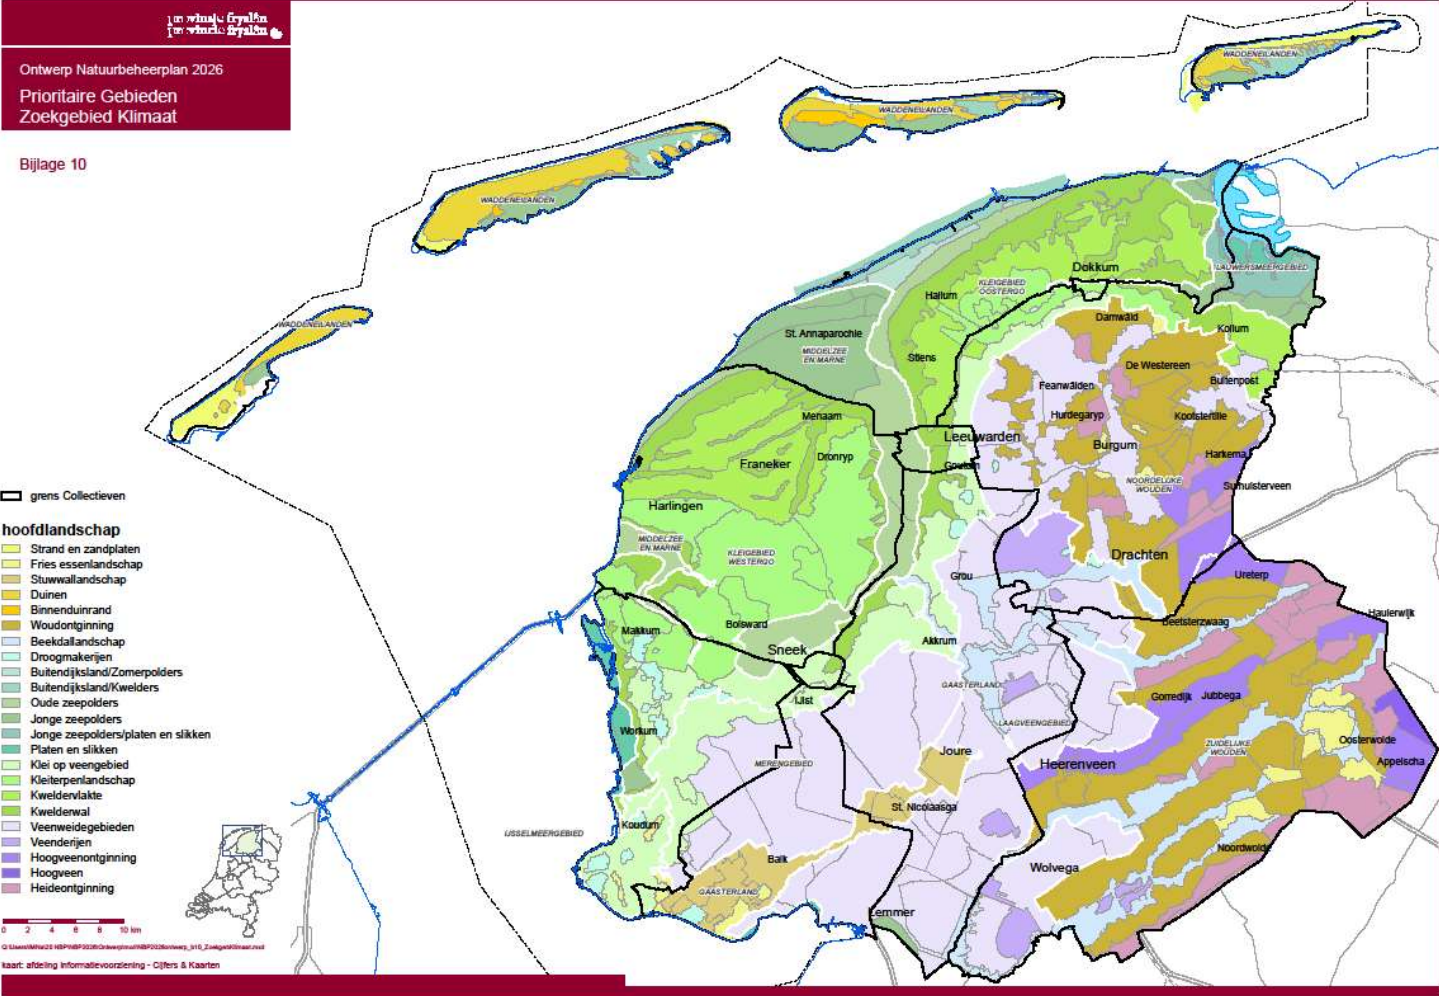 provinsje fryslân
provincie fryslân
Ontwerp Natuurbeheerplan 2026
Prioritaire Gebieden
Zoekgebied Klimaat
Bijlage 10
WADDENEILANDEN
WADDENEILANDEN
WADDENEILANDEN
WADDENEILANDEN
Dokkum
LAUWERSMEERGEBIED
KLEIGEBIED
OOSTERGO
Hallum
Damwâld
Kollum
St. Annaparochie
MIDDELZEE
EN MARNE
Stiens
De Westereen
Feanwâlden
Buitenpost
Menaam
Hurdegaryp
Kootstertille
Leeuwarden
Burgum
Dronryp
Franeker
Goutum
Harkema
NOORDELIJKE
WOUDEN
Surhuisterveen
Harlingen
MIDDELZEE
EN MARNE
KLEIGEBIED
WESTERGO
Drachten
Grou
Ureterp
Haulerwijk
Makkum
Bolsward
Beetsterzwaag
Akkrum
Sneek
GAASTERLAND
Gorredijk
Jubbega
IJlst
LAAGVEENGEBIED
Workum
Oosterwolde
ZUIDELIJKE
WOUDEN
Joure
MERENGEBIED
Heerenveen
Appelscha
St. Nicolaasga
IJSSELMEERGEBIED
Koudum
Noordwolde
Balk
Wolvega
GAASTERLAND
Lemmer
grens Collectieven
hoofdlandschap
Strand en zandplaten
Fries essenlandschap
Stuwwallandschap
Duinen
Binnenduinrand
Woudontginning
Beekdallandschap
Droogmakerijen
Buitendijksland/Zomerpolders
Buitendijksland/Kwelders
Oude zeepolders
Jonge zeepolders
Jonge zeepolders/platen en slikken
Platen en slikken
Klei op veengebied
Kleiterpenlandschap
Kweldervlakte
Kwelderwal
Veenweidegebieden
Veenderijen
Hoogveenontginning
Hoogveen
Heideontginning
0 2 4 6 8 10 km
kaart: afdeling Informatievoorziening - Cijfers & Kaarten